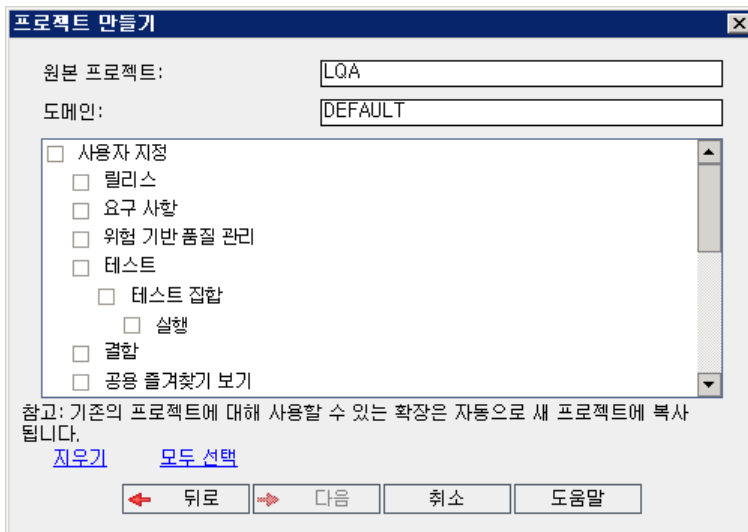 프로젝트 만들기
원본 프로젝트: LQA
도메인: DEFAULT
사용자 지정
릴리스
요구 사항
위험 기반 품질 관리
테스트
테스트 집합
실행
결함
공용 즐겨찾기 보기
참고: 기존의 프로젝트에 대해 사용할 수 있는 확장은 자동으로 새 프로젝트에 복사
됩니다.
지우기 모두 선택
뒤로 다음 취소 도움말